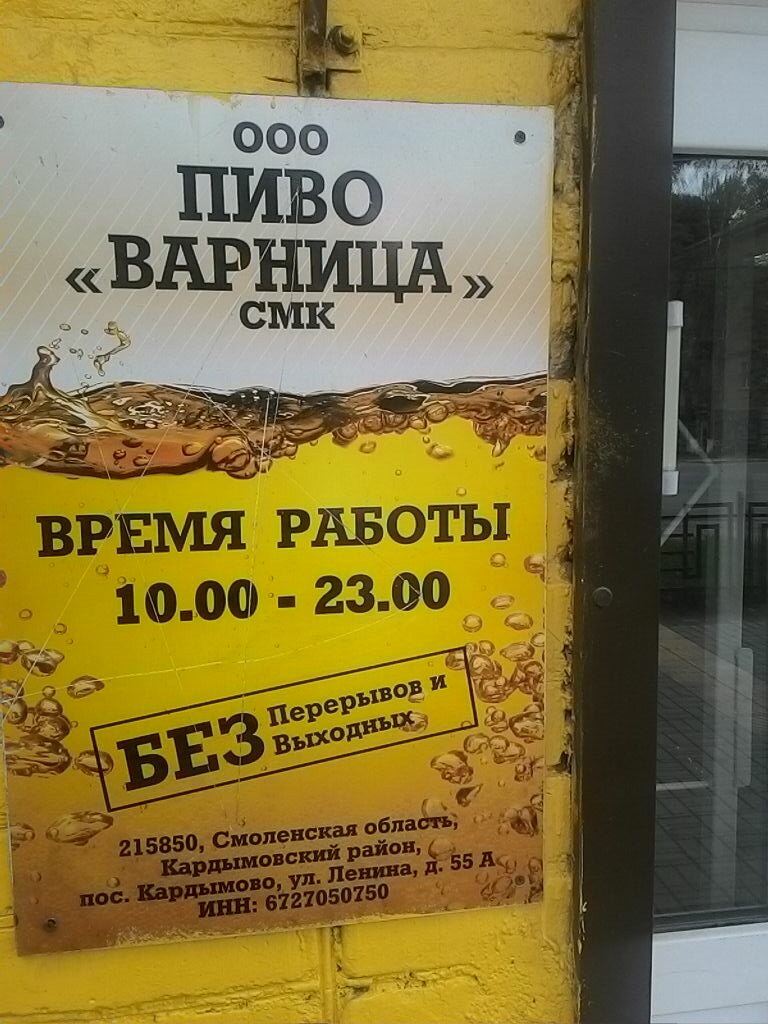 ООО
ПИВО
«ВАРНИЦА»
СМК
ВРЕМЯ РАБОТЫ
10.00 - 23.00
БЕЗ Перерывов и
Выходных
215850, Смоленская область,
Кардымовский район,
пос. Кардымово, ул. Ленина, д. 55 А
ИНН: 6727050750